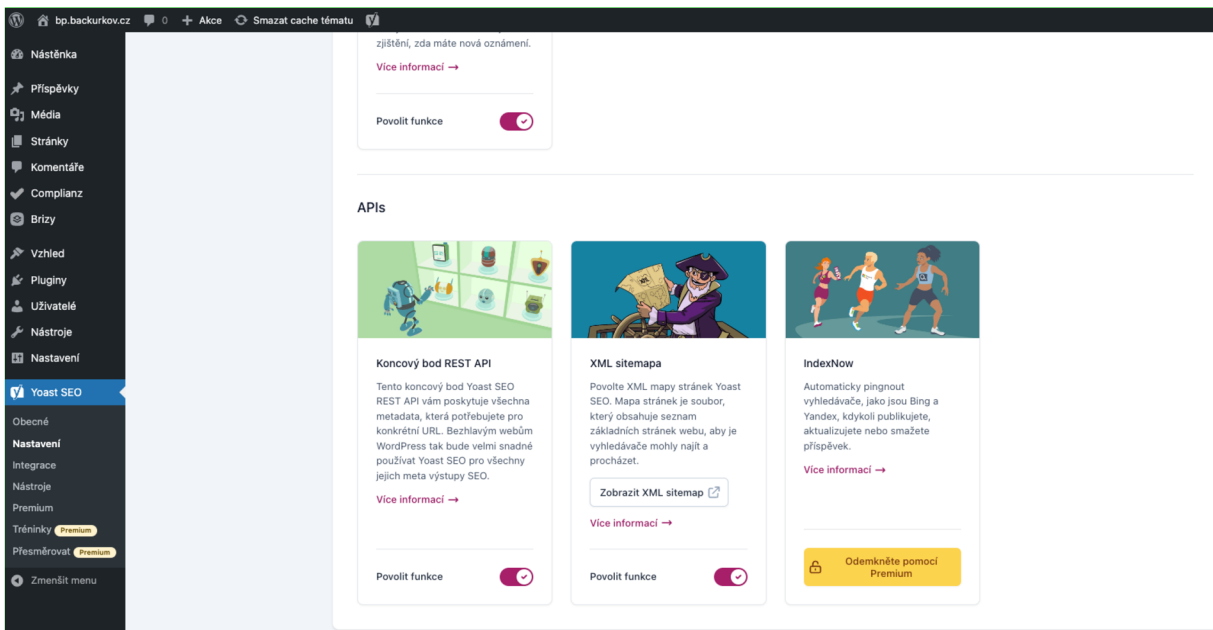 bp.backurkov.cz 0 Akce Smazat cache tématu
Nástěnka
Příspěvky
Média
Stránky
Komentáře
Complianz
Brizy
Vzhled
Pluginy
Uživatelé
Nástroje
Nastavení
Yoast SEO
Obecné
Nastavení
Integrace
Nástroje
Premium
Tréninky Premium
Přesměrovat Premium
Zmenšit menu
zjištění, zda máte nová oznámení.
Více informací →
Povolit funkce
APIs
Koncový bod REST API
Tento koncový bod Yoast SEO
REST API vám poskytuje všechna
metadata, která potřebujete pro
konkrétní URL. Bezhlavým webům
WordPress tak bude velmi snadné
používat Yoast SEO pro všechny
jejich meta výstupy SEO.
Více informací →
Povolit funkce
XML sitemapa
Povolte XML mapy stránek Yoast
SEO. Mapa stránek je soubor,
který obsahuje seznam
základních stránek webu, aby je
vyhledávače mohly najít a
procházet.
Zobrazit XML sitemap
Více informací →
Povolit funkce
IndexNow
Automaticky pingnout
vyhledávače, jako jsou Bing a
Yandex, kdykoli publikujete,
aktualizujete nebo smažete
příspěvek.
Více informací →
Odemkněte pomocí
Premium